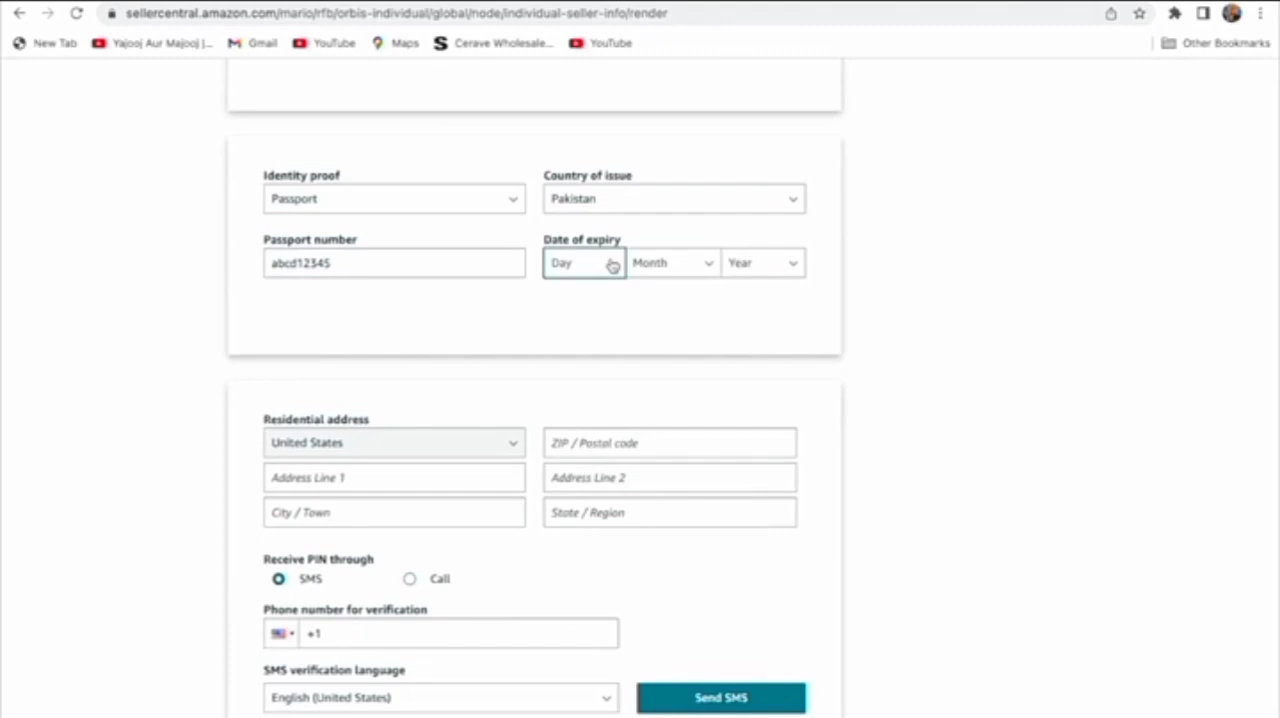 sellercentral.amazon.com/mario/rfb/orbis-individual/global/node/individual-seller-info/render
New Tab Yajooj Aur Majooj |... Gmail YouTube Maps Cerave Wholesale... YouTube Other Bookmarks
Identity proof Country of issue
Passport Pakistan
Passport number Date of expiry
abcd12345 Day Month Year
Residential address
United States ZIP / Postal code
Address Line 1 Address Line 2
City / Town State / Region
Receive PIN through
SMS Call
Phone number for verification
+1
SMS verification language
English (United States) Send SMS